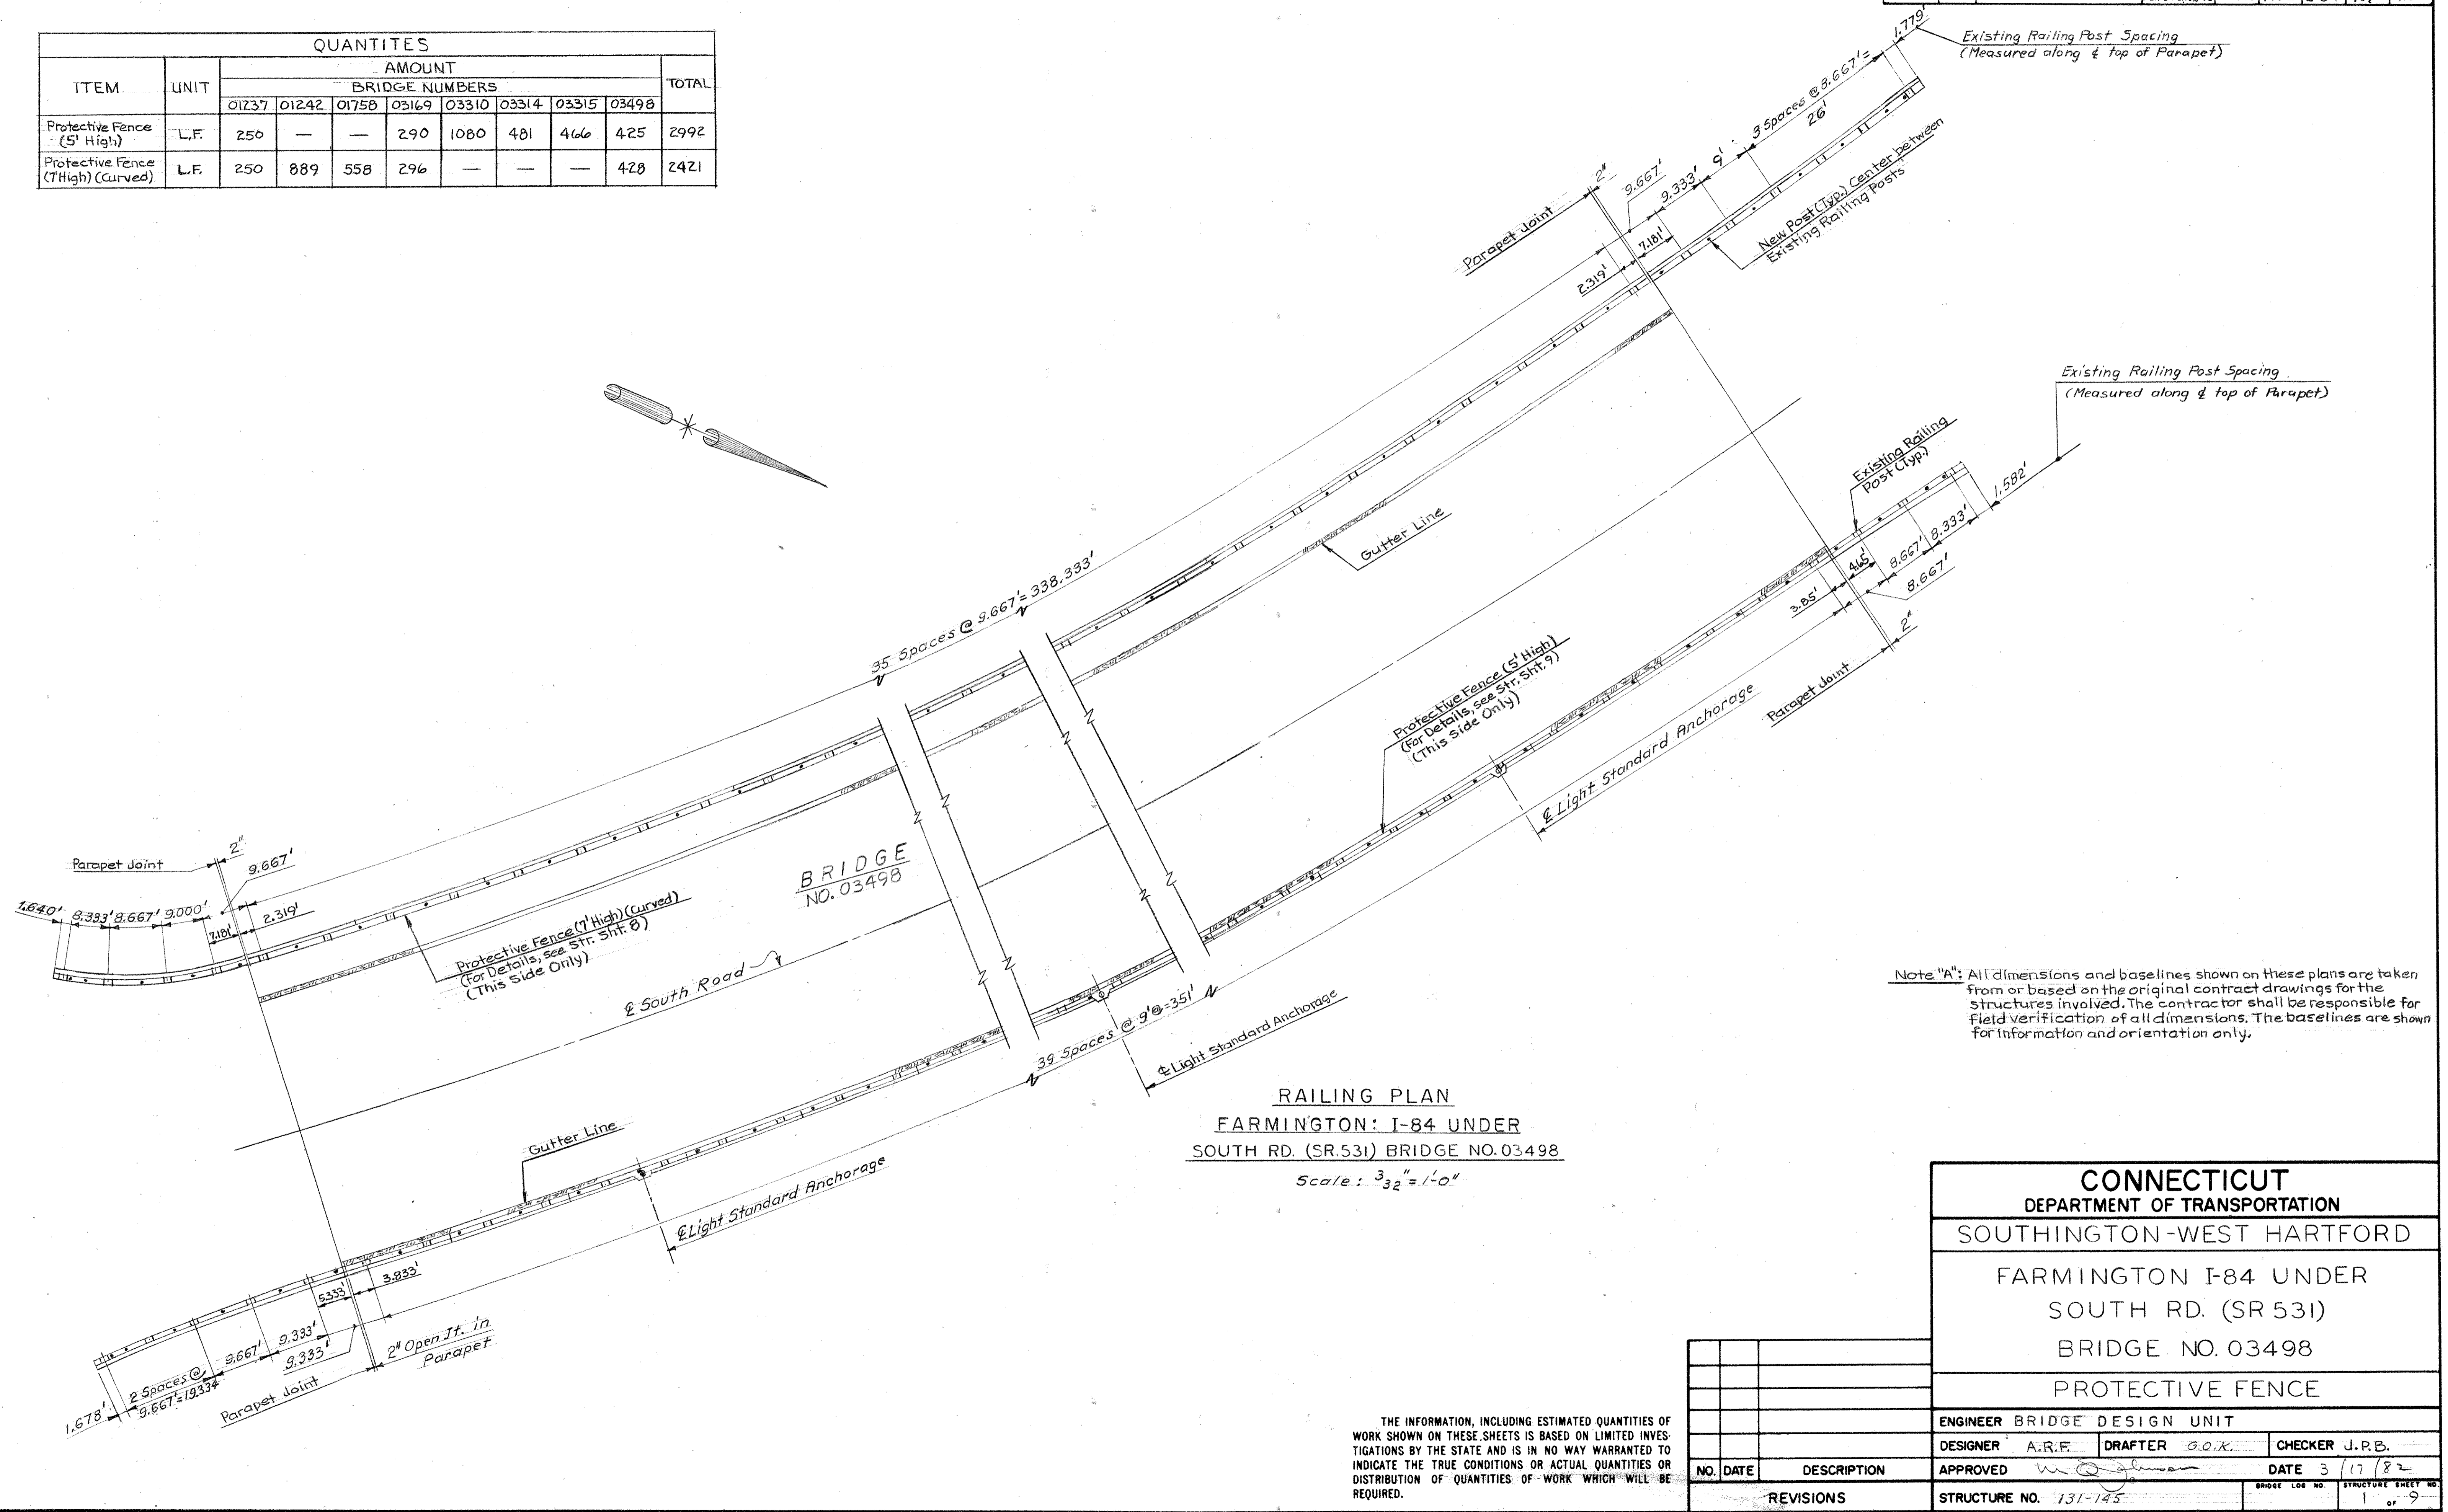 QUANTITES
ITEM UNIT AMOUNT TOTAL
BRIDGE NUMBERS
01237 01242 01758 03169 03310 03314 03315 03498
Protective Fence (5' High) L.F. 250 — — 290 1080 481 466 425 2992
Protective Fence (7'High) (Curved) L.F. 250 889 558 296 — — — 428 2421
1.779'
Existing Railing Post Spacing
(Measured along ℄ top of Parapet)
3 Spaces @ 8.667'=
26'
9'
9.333'
9.667'
2"
Parapet Joint
7.181'
2.319'
New Post (Typ.) Center between
Existing Railing Posts
Existing Railing Post Spacing
(Measured along ℄ top of Parapet)
Existing Railing
Post (Typ.)
1.582'
8.333'
8.667'
8.667'
4.65'
3.85'
2"
Parapet Joint
Gutter Line
35 Spaces @ 9.667'= 338.333'
Protective Fence (5' High)
(For Details, see Str. Sht. 9)
(This Side Only)
℄ Light Standard Anchorage
Parapet Joint
2"
9.667'
1.640'
8.333'
8.667'
9.000'
7.181'
2.319'
BRIDGE
NO. 03498
Protective Fence (7' High) (Curved)
(For Details, see Str. Sht. 8)
(This Side Only)
℄ South Road
39 Spaces @ 9'@=351'
℄ Light Standard Anchorage
Note "A": All dimensions and baselines shown on these plans are taken
from or based on the original contract drawings for the
structures involved. The contractor shall be responsible for
field verification of all dimensions. The baselines are shown
for information and orientation only.
RAILING PLAN
FARMINGTON: I-84 UNDER
SOUTH RD. (SR.531) BRIDGE NO. 03498
Scale: 3/32"=1'-0"
Gutter Line
℄ Light Standard Anchorage
3.833'
5.333'
9.333'
9.333'
9.667'
2 Spaces @
9.667'=19.334
1.678'
2" Open Jt. in
Parapet
Parapet Joint
THE INFORMATION, INCLUDING ESTIMATED QUANTITIES OF
WORK SHOWN ON THESE SHEETS IS BASED ON LIMITED INVES-
TIGATIONS BY THE STATE AND IS IN NO WAY WARRANTED TO
INDICATE THE TRUE CONDITIONS OR ACTUAL QUANTITIES OR
DISTRIBUTION OF QUANTITIES OF WORK WHICH WILL BE
REQUIRED.
NO. DATE DESCRIPTION
REVISIONS
CONNECTICUT
DEPARTMENT OF TRANSPORTATION
SOUTHINGTON-WEST HARTFORD
FARMINGTON I-84 UNDER
SOUTH RD. (SR 531)
BRIDGE NO. 03498
PROTECTIVE FENCE
ENGINEER BRIDGE DESIGN UNIT
DESIGNER A.R.F. DRAFTER G.O.K. CHECKER J.P.B.
APPROVED DATE 3/17/82
STRUCTURE NO. 131-145 BRIDGE LOG NO. STRUCTURE SHEET NO.
1 OF 9